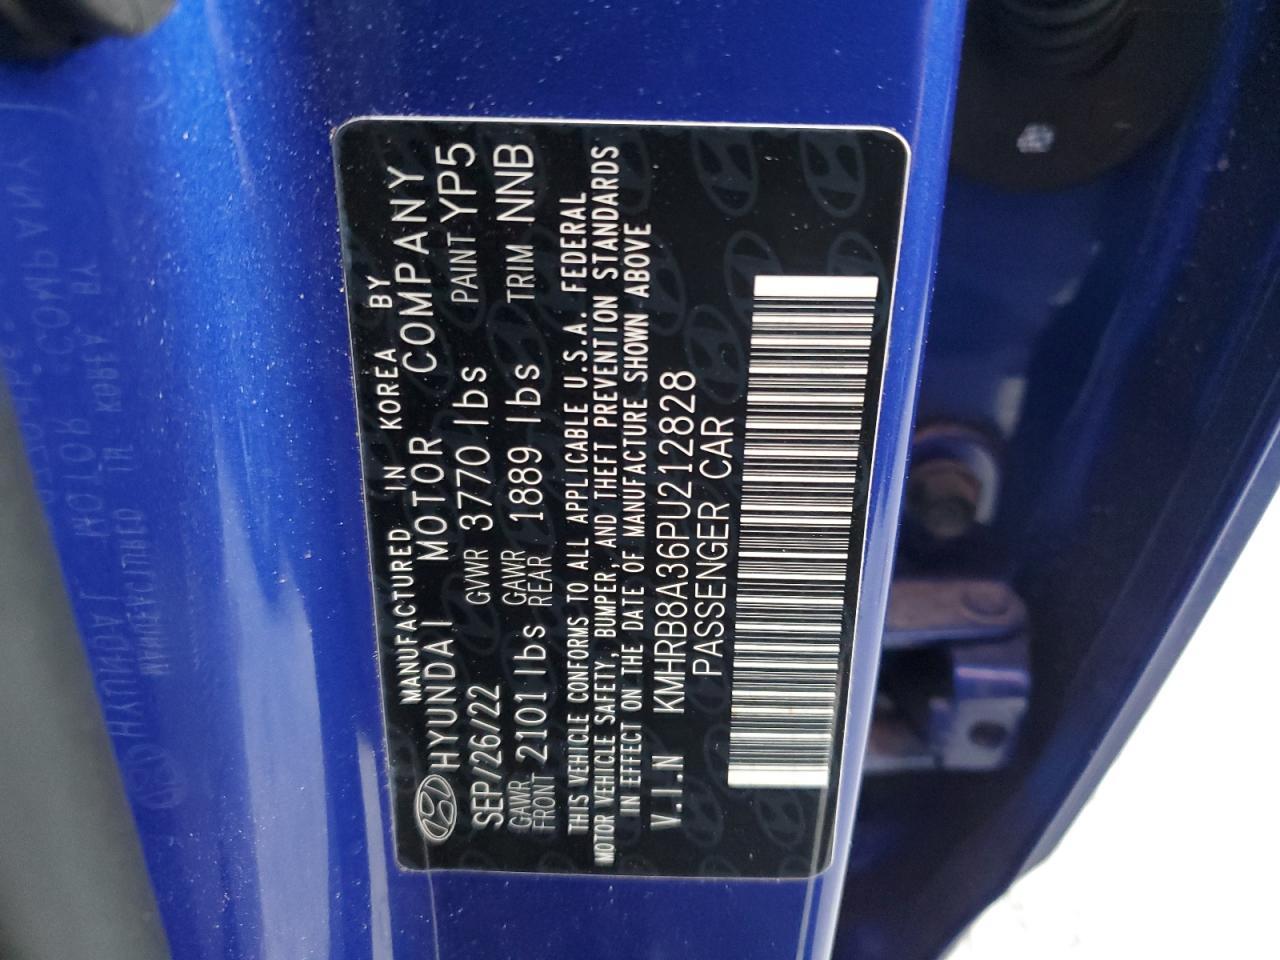 MANUFACTURED IN KOREA BY
HYUNDAI MOTOR COMPANY
SEP/26/22 GVWR 3770 lbs PAINT YP5
GAWR FRONT 2101 lbs GAWR REAR 1889 lbs TRIM NNB
THIS VEHICLE CONFORMS TO ALL APPLICABLE U.S.A. FEDERAL
MOTOR VEHICLE SAFETY, BUMPER, AND THEFT PREVENTION STANDARDS
IN EFFECT ON THE DATE OF MANUFACTURE SHOWN ABOVE
V.I.N KMHRB8A36PU212828
PASSENGER CAR